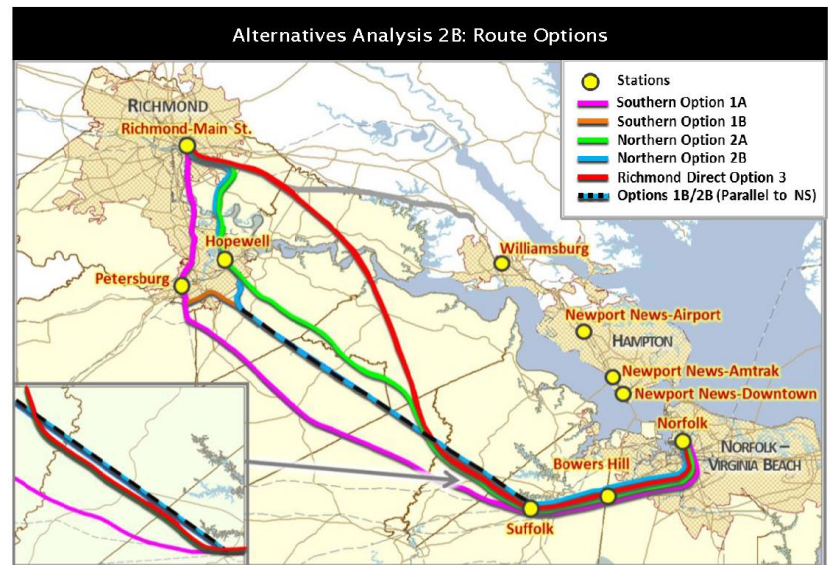 Alternatives Analysis 2B: Route Options
Stations
Southern Option 1A
Southern Option 1B
Northern Option 2A
Northern Option 2B
Richmond Direct Option 3
Options 1B/2B (Parallel to NS)
RICHMOND
Richmond-Main St.
Hopewell
Petersburg
Williamsburg
Newport News-Airport
HAMPTON
Newport News-Amtrak
Newport News-Downtown
Norfolk
NORFOLK –
VIRGINIA BEACH
Bowers Hill
Suffolk